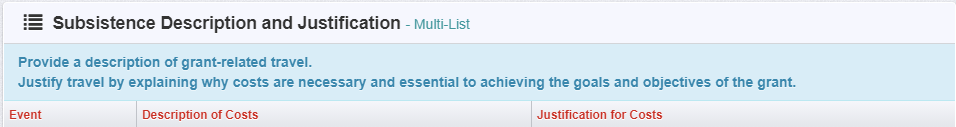 Subsistence Description and Justification - Multi-List
Provide a description of grant-related travel.
Justify travel by explaining why costs are necessary and essential to achieving the goals and objectives of the grant.
Event Description of Costs Justification for Costs